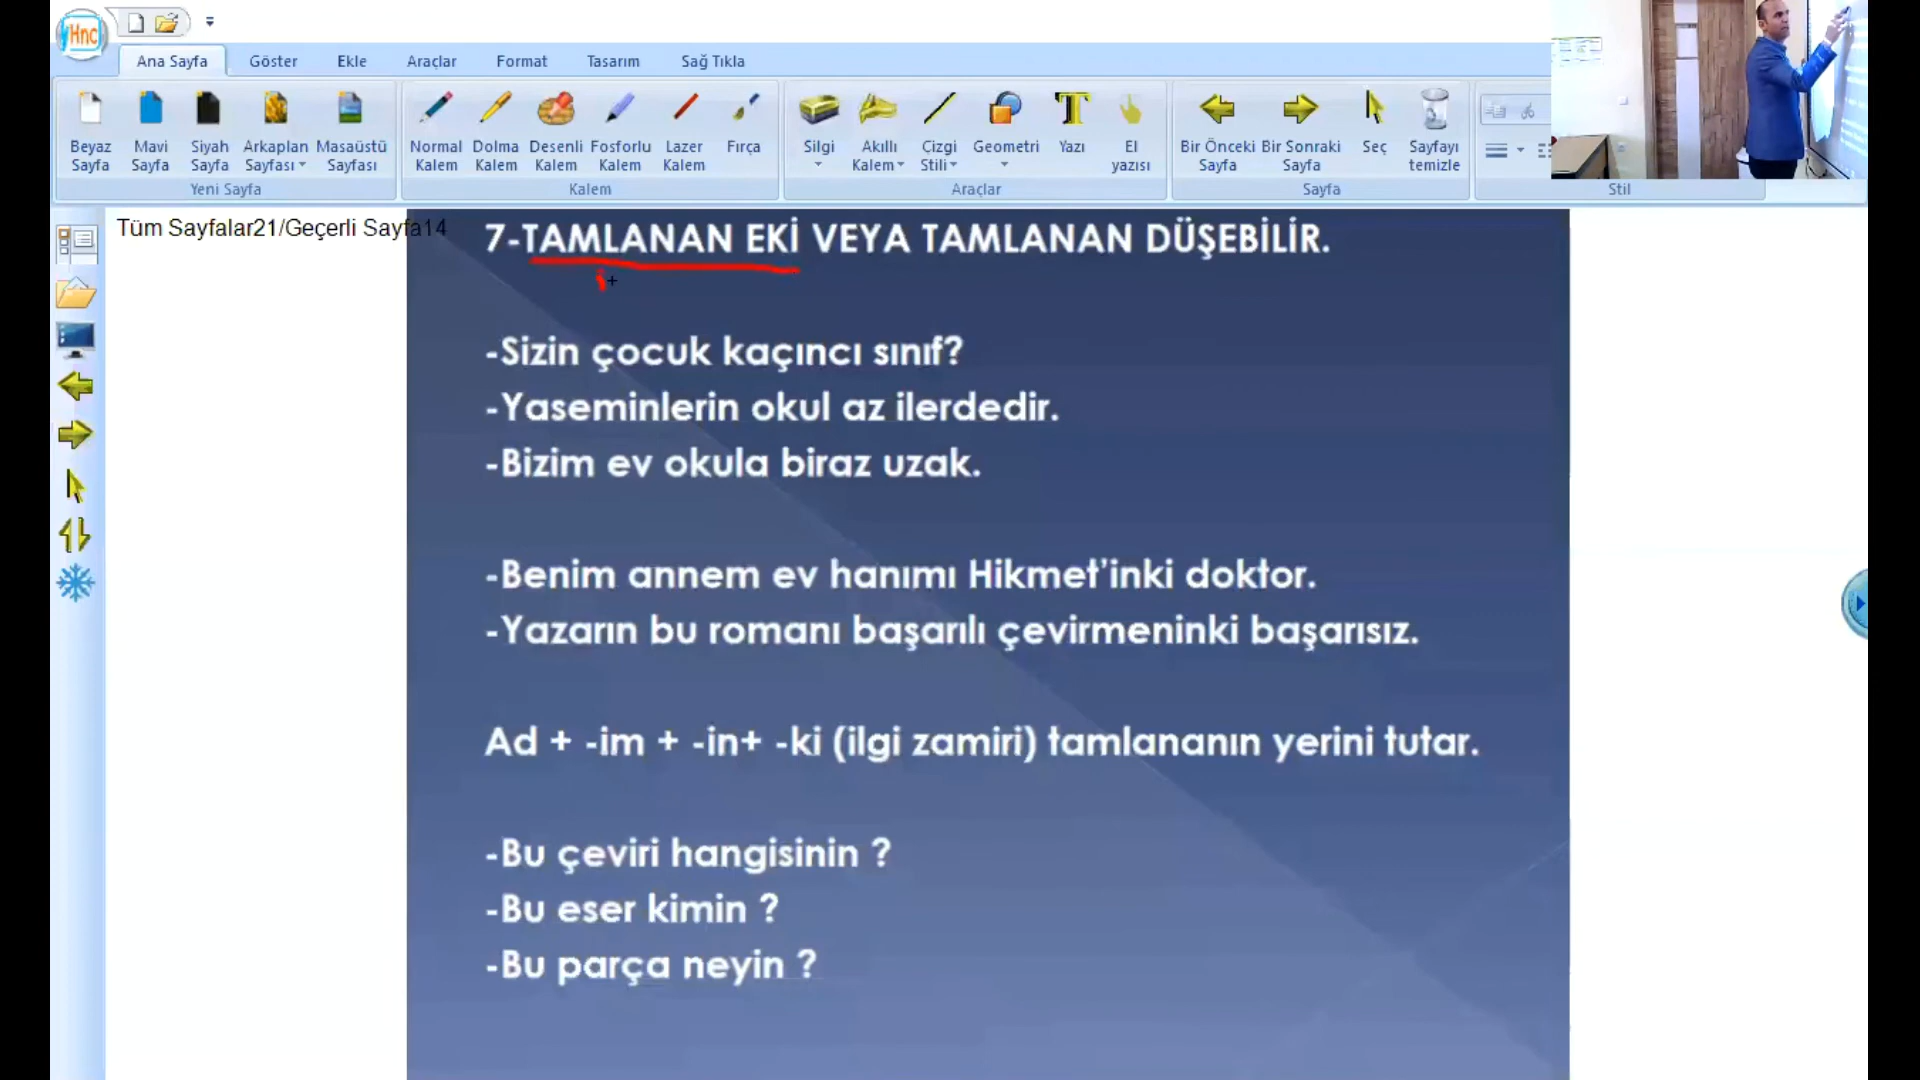 Hnc
Ana Sayfa Göster Ekle Araçlar Format Tasarım Sağ Tıkla
Beyaz Sayfa
Mavi Sayfa
Siyah Sayfa
Arkaplan Sayfası
Masaüstü Sayfası
Yeni Sayfa
Normal Kalem
Dolma Kalem
Desenli Kalem
Fosforlu Kalem
Lazer Kalem
Fırça
Kalem
Silgi
Akıllı Kalem
Çizgi Stili
Geometri
Yazı
El yazısı
Araçlar
Bir Önceki Sayfa
Bir Sonraki Sayfa
Seç
Sayfayı temizle
Sayfa
Stil
Tüm Sayfalar21/Geçerli Sayfa14
7-TAMLANAN EKİ VEYA TAMLANAN DÜŞEBİLİR.
-Sizin çocuk kaçıncı sınıf?
-Yaseminlerin okul az ilerdedir.
-Bizim ev okula biraz uzak.
-Benim annem ev hanımı Hikmet'inki doktor.
-Yazarın bu romanı başarılı çevirmeninki başarısız.
Ad + -im + -in+ -ki (ilgi zamiri) tamlananın yerini tutar.
-Bu çeviri hangisinin ?
-Bu eser kimin ?
-Bu parça neyin ?